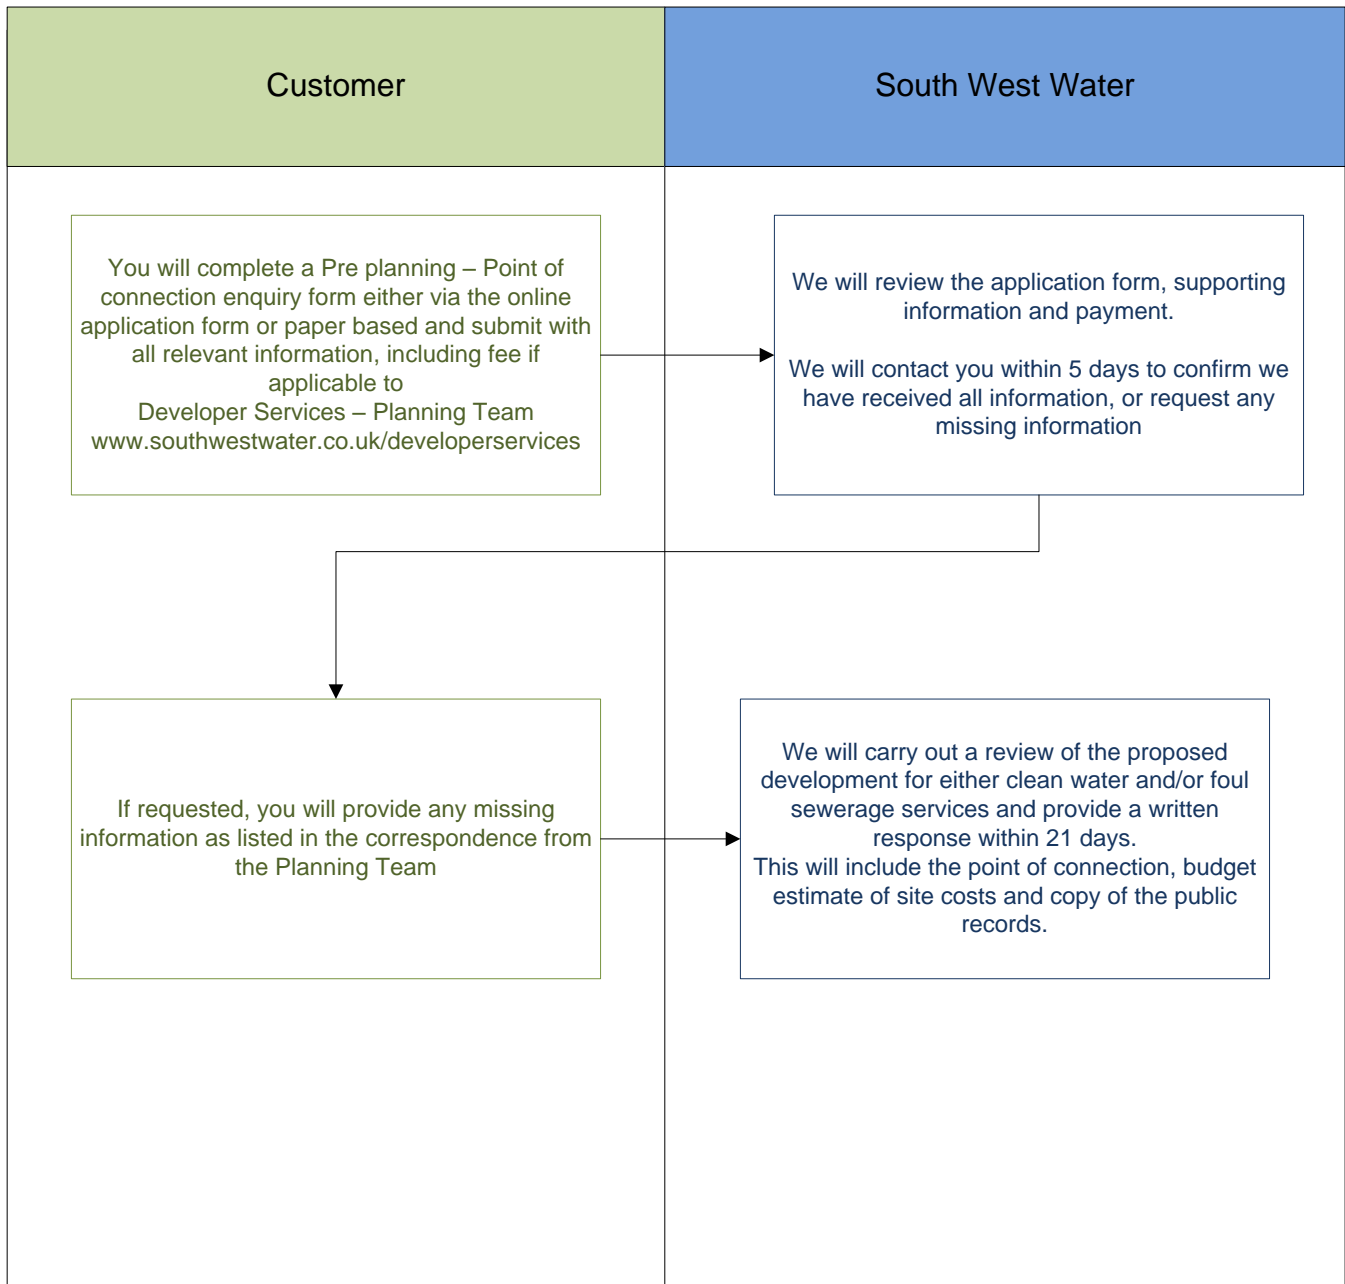 Customer
South West Water
You will complete a Pre planning – Point of
connection enquiry form either via the online
application form or paper based and submit with
all relevant information, including fee if
applicable to
Developer Services – Planning Team
www.southwestwater.co.uk/developerservices
We will review the application form, supporting
information and payment.
We will contact you within 5 days to confirm we
have received all information, or request any
missing information
If requested, you will provide any missing
information as listed in the correspondence from
the Planning Team
We will carry out a review of the proposed
development for either clean water and/or foul
sewerage services and provide a written
response within 21 days.
This will include the point of connection, budget
estimate of site costs and copy of the public
records.